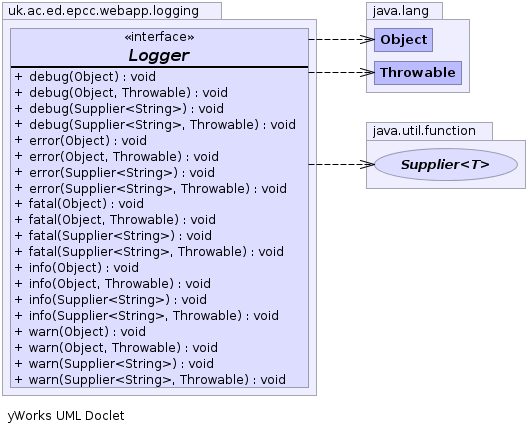 uk.ac.ed.epcc.webapp.logging
«interface»
Logger
+ debug(Object) : void
+ debug(Object, Throwable) : void
+ debug(Supplier<String>) : void
+ debug(Supplier<String>, Throwable) : void
+ error(Object) : void
+ error(Object, Throwable) : void
+ error(Supplier<String>) : void
+ error(Supplier<String>, Throwable) : void
+ fatal(Object) : void
+ fatal(Object, Throwable) : void
+ fatal(Supplier<String>) : void
+ fatal(Supplier<String>, Throwable) : void
+ info(Object) : void
+ info(Object, Throwable) : void
+ info(Supplier<String>) : void
+ info(Supplier<String>, Throwable) : void
+ warn(Object) : void
+ warn(Object, Throwable) : void
+ warn(Supplier<String>) : void
+ warn(Supplier<String>, Throwable) : void
java.lang
Object
Throwable
java.util.function
Supplier<T>
yWorks UML Doclet